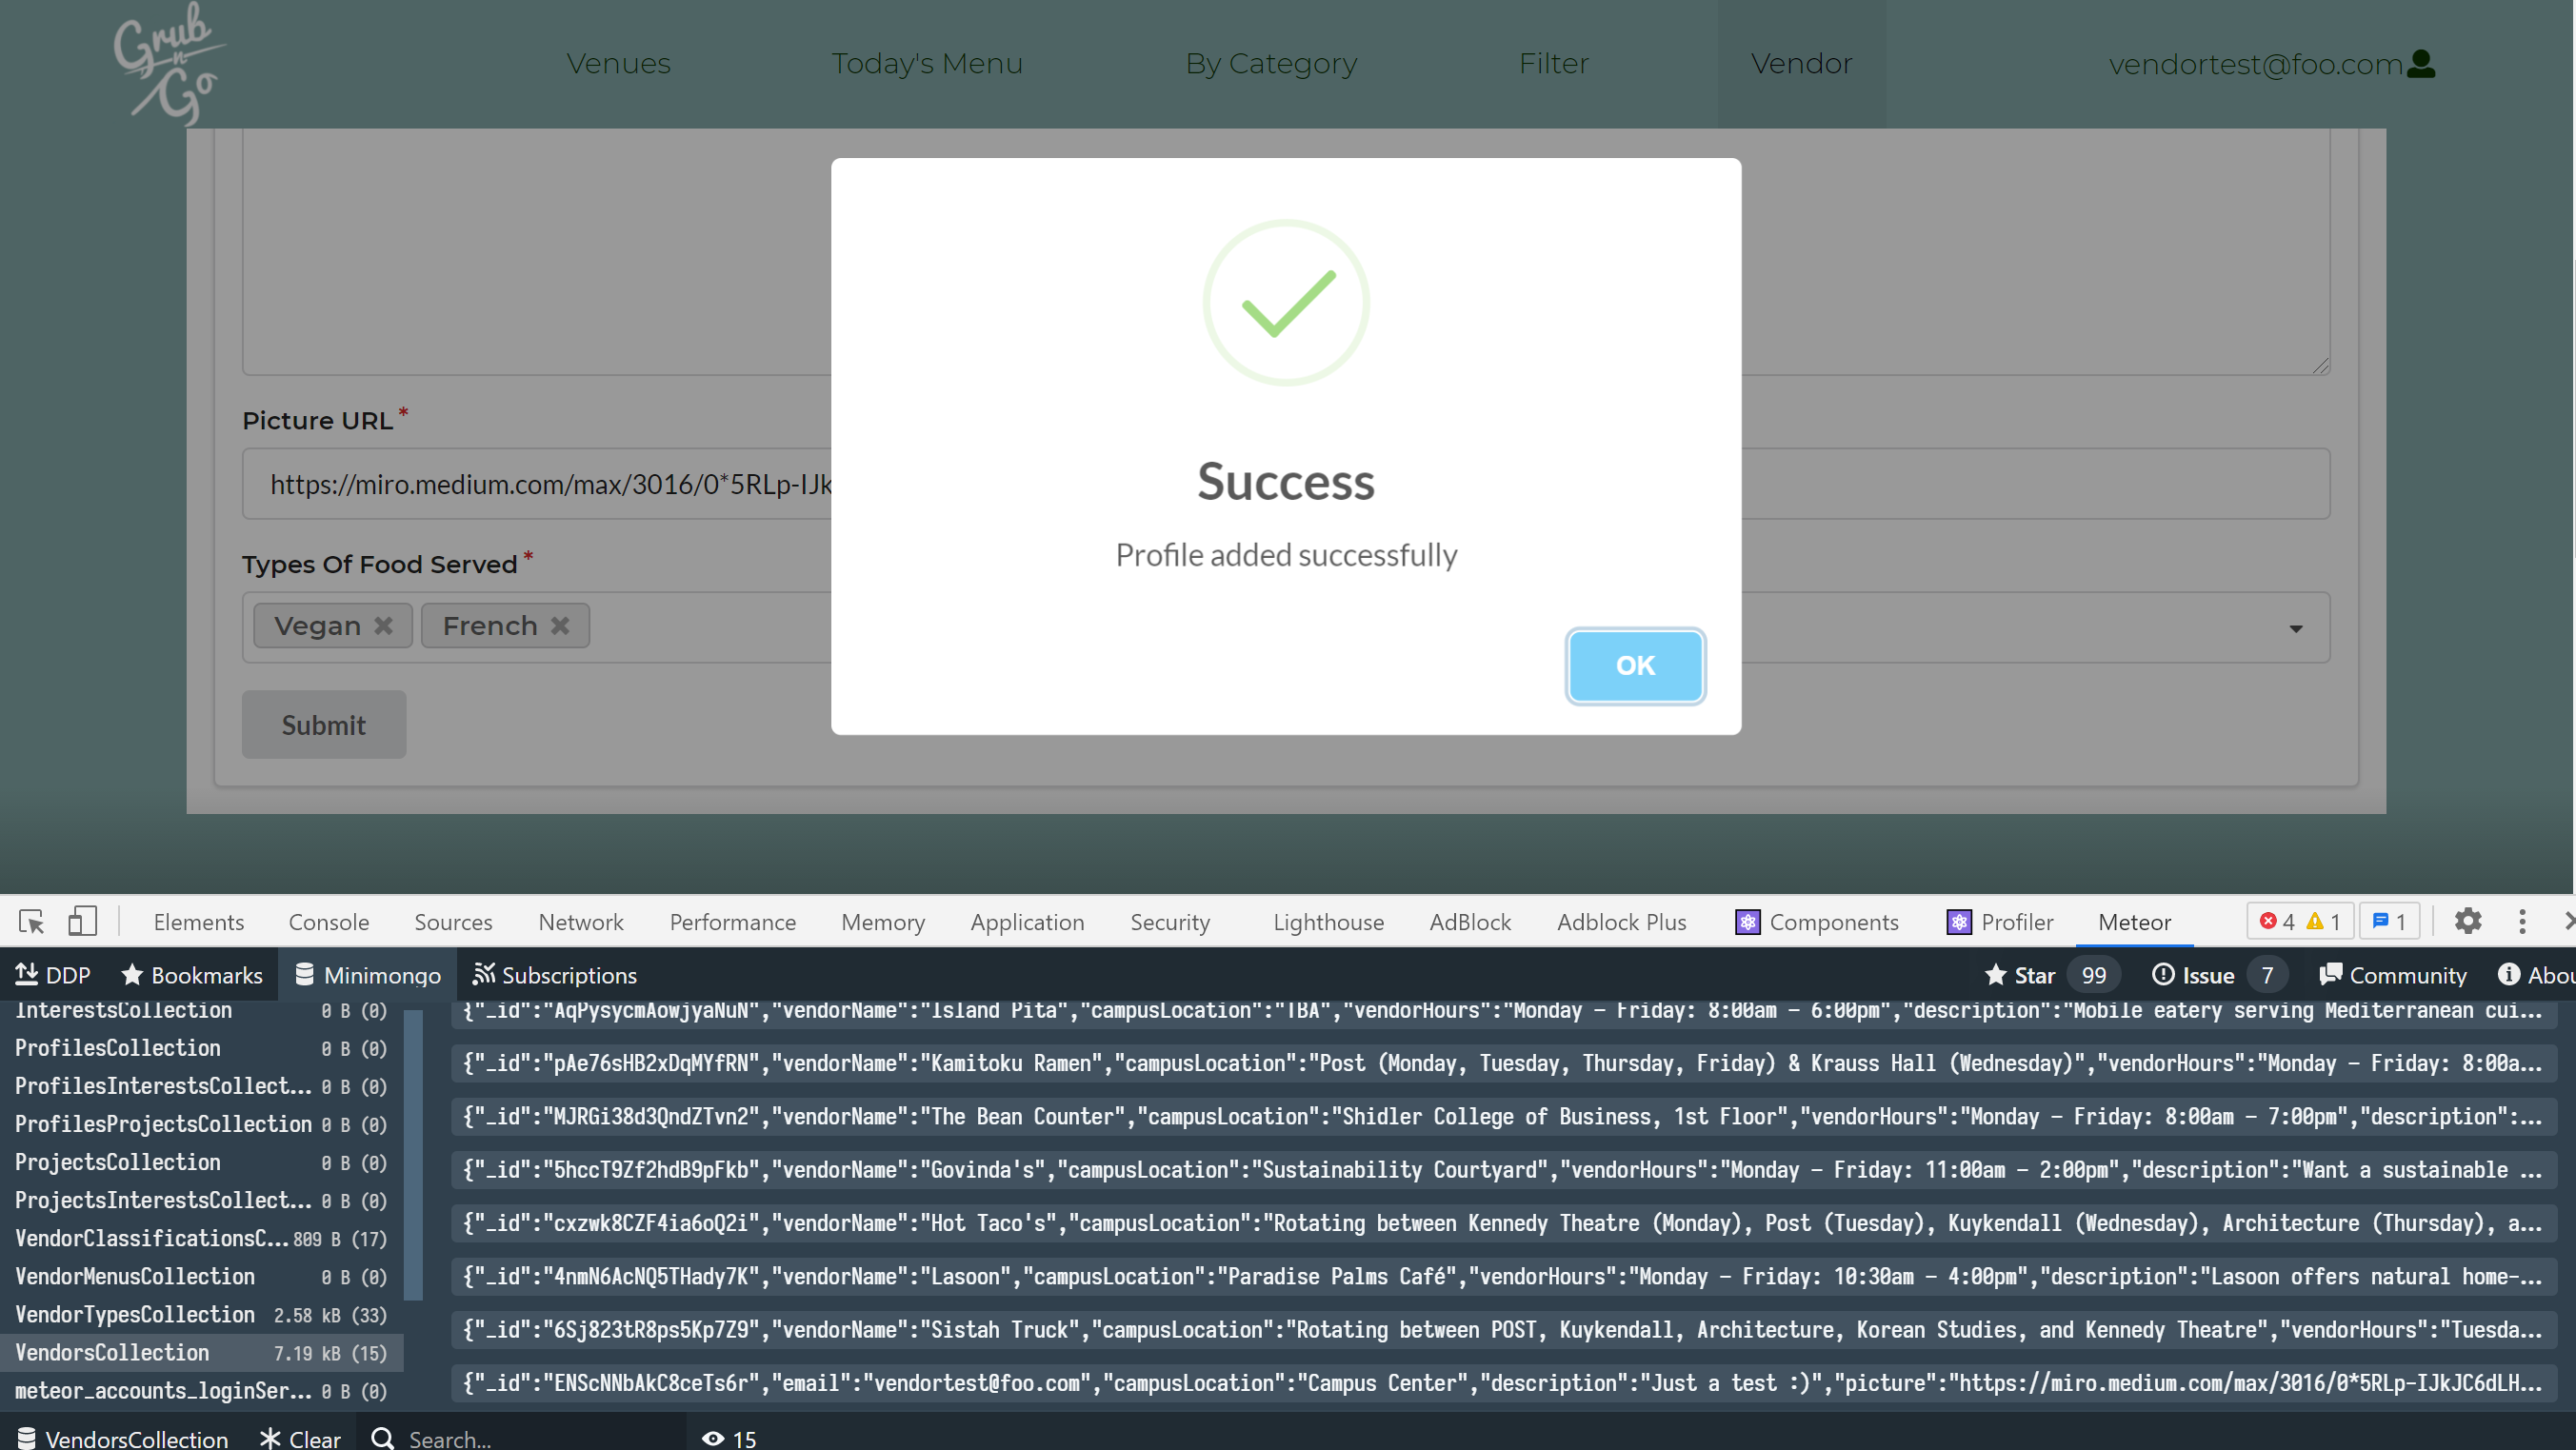 Grub
n
Go
Venues Today's Menu By Category Filter Vendor vendortest@foo.com
Success
Profile added successfully
OK
Picture URL*
https://miro.medium.com/max/3016/0*5RLp-IJk
Types Of Food Served*
Vegan French
Submit
Elements Console Sources Network Performance Memory Application Security Lighthouse AdBlock Adblock Plus Components Profiler Meteor 4 1 1
DDP Bookmarks Minimongo Subscriptions Star 99 Issue 7 Community Abou
InterestsCollection 0 B (0)
ProfilesCollection 0 B (0)
ProfilesInterestsCollect... 0 B (0)
ProfilesProjectsCollection 0 B (0)
ProjectsCollection 0 B (0)
ProjectsInterestsCollect... 0 B (0)
VendorClassificationsC... 809 B (17)
VendorMenusCollection 0 B (0)
VendorTypesCollection 2.58 kB (33)
VendorsCollection 7.19 kB (15)
meteor_accounts_loginSer... 0 B (0)
{"_id":"AqPysycmAowjyaNuN","vendorName":"Island Pita","campusLocation":"TBA","vendorHours":"Monday – Friday: 8:00am – 6:00pm","description":"Mobile eatery serving Mediterranean cui...
{"_id":"pAe76sHB2xDqMYfRN","vendorName":"Kamitoku Ramen","campusLocation":"Post (Monday, Tuesday, Thursday, Friday) & Krauss Hall (Wednesday)","vendorHours":"Monday – Friday: 8:00a...
{"_id":"MJRGi38d3QndZTvn2","vendorName":"The Bean Counter","campusLocation":"Shidler College of Business, 1st Floor","vendorHours":"Monday – Friday: 8:00am – 7:00pm","description":...
{"_id":"5hccT9Zf2hdB9pFkb","vendorName":"Govinda's","campusLocation":"Sustainability Courtyard","vendorHours":"Monday – Friday: 11:00am – 2:00pm","description":"Want a sustainable ...
{"_id":"cxzwk8CZF4ia6oQ2i","vendorName":"Hot Taco's","campusLocation":"Rotating between Kennedy Theatre (Monday), Post (Tuesday), Kuykendall (Wednesday), Architecture (Thursday), a...
{"_id":"4nmN6AcNQ5THady7K","vendorName":"Lasoon","campusLocation":"Paradise Palms Café","vendorHours":"Monday – Friday: 10:30am – 4:00pm","description":"Lasoon offers natural home-...
{"_id":"6Sj823tR8ps5Kp7Z9","vendorName":"Sistah Truck","campusLocation":"Rotating between POST, Kuykendall, Architecture, Korean Studies, and Kennedy Theatre","vendorHours":"Tuesda...
{"_id":"ENScNNbAkC8ceTs6r","email":"vendortest@foo.com","campusLocation":"Campus Center","description":"Just a test :)","picture":"https://miro.medium.com/max/3016/0*5RLp-IJkJC6dLH...
VendorsCollection Clear Search... 15